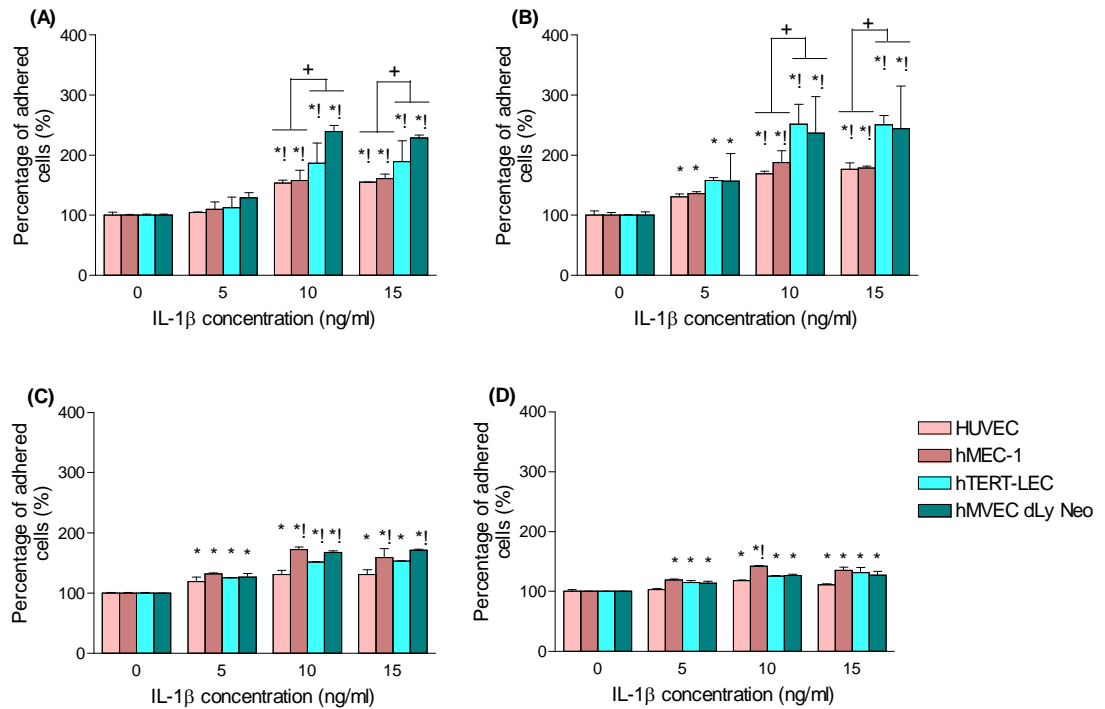 (A)
400
300
200
100
0
Percentage of adhered
cells (%)
+
+
*! *! *! *!
*! *! *! *!
0 5 10 15
IL-1β concentration (ng/ml)
(B)
400
300
200
100
0
Percentage of adhered
cells (%)
+
+
* * * *
*! *! *! *!
*! *! *! *!
0 5 10 15
IL-1β concentration (ng/ml)
(C)
400
300
200
100
0
Percentage of adhered
cells (%)
* * * *
* *! *! *!
* *! * *!
0 5 10 15
IL-1β concentration (ng/ml)
(D)
400
300
200
100
0
Percentage of adhered
cells (%)
* * *
* *! * *
* * * *
0 5 10 15
IL-1β concentration (ng/ml)
HUVEC
hMEC-1
hTERT-LEC
hMVEC dLy Neo